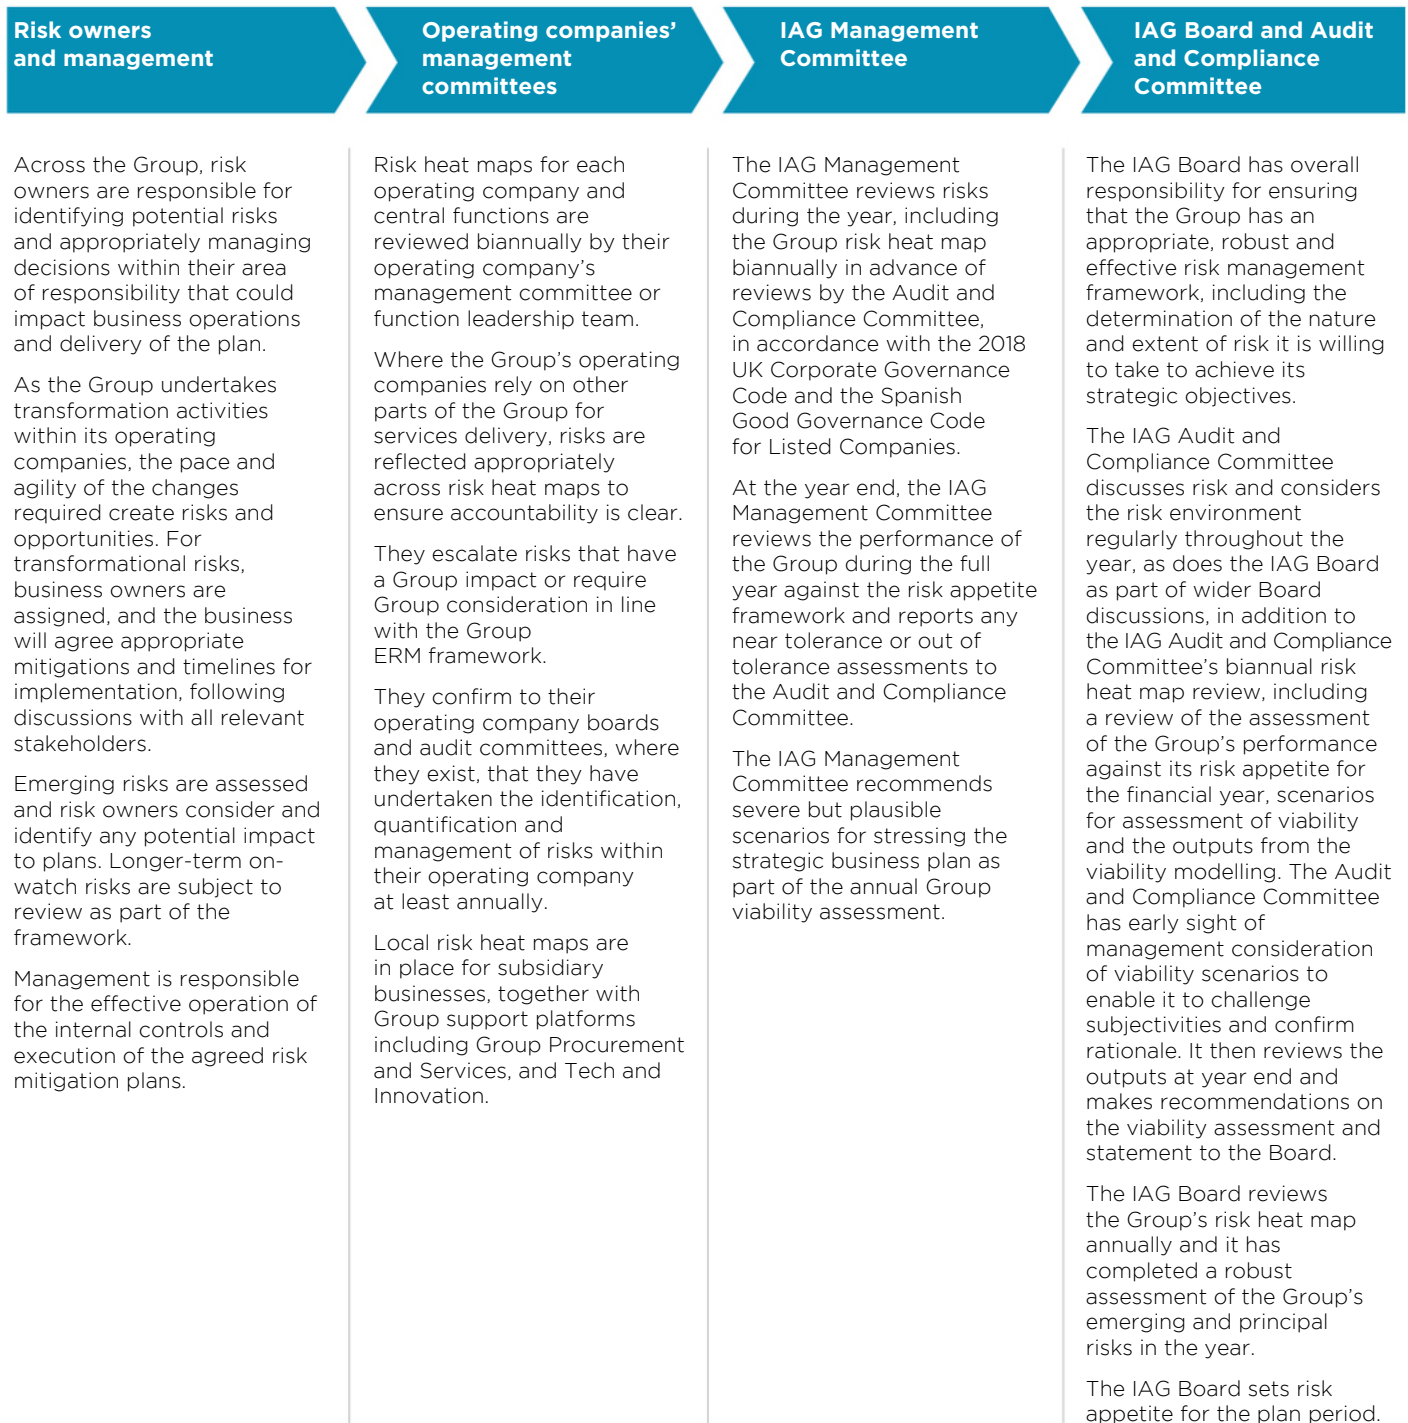 Risk owners
and management
Operating companies’
management
committees
IAG Management
Committee
IAG Board and Audit
and Compliance
Committee
Across the Group, risk
owners are responsible for
identifying potential risks
and appropriately managing
decisions within their area
of responsibility that could
impact business operations
and delivery of the plan.
As the Group undertakes
transformation activities
within its operating
companies, the pace and
agility of the changes
required create risks and
opportunities. For
transformational risks,
business owners are
assigned, and the business
will agree appropriate
mitigations and timelines for
implementation, following
discussions with all relevant
stakeholders.
Emerging risks are assessed
and risk owners consider and
identify any potential impact
to plans. Longer-term on-
watch risks are subject to
review as part of the
framework.
Management is responsible
for the effective operation of
the internal controls and
execution of the agreed risk
mitigation plans.
Risk heat maps for each
operating company and
central functions are
reviewed biannually by their
operating company’s
management committee or
function leadership team.
Where the Group’s operating
companies rely on other
parts of the Group for
services delivery, risks are
reflected appropriately
across risk heat maps to
ensure accountability is clear.
They escalate risks that have
a Group impact or require
Group consideration in line
with the Group
ERM framework.
They confirm to their
operating company boards
and audit committees, where
they exist, that they have
undertaken the identification,
quantification and
management of risks within
their operating company
at least annually.
Local risk heat maps are
in place for subsidiary
businesses, together with
Group support platforms
including Group Procurement
and Services, and Tech and
Innovation.
The IAG Management
Committee reviews risks
during the year, including
the Group risk heat map
biannually in advance of
reviews by the Audit and
Compliance Committee,
in accordance with the 2018
UK Corporate Governance
Code and the Spanish
Good Governance Code
for Listed Companies.
At the year end, the IAG
Management Committee
reviews the performance of
the Group during the full
year against the risk appetite
framework and reports any
near tolerance or out of
tolerance assessments to
the Audit and Compliance
Committee.
The IAG Management
Committee recommends
severe but plausible
scenarios for stressing the
strategic business plan as
part of the annual Group
viability assessment.
The IAG Board has overall
responsibility for ensuring
that the Group has an
appropriate, robust and
effective risk management
framework, including the
determination of the nature
and extent of risk it is willing
to take to achieve its
strategic objectives.
The IAG Audit and
Compliance Committee
discusses risk and considers
the risk environment
regularly throughout the
year, as does the IAG Board
as part of wider Board
discussions, in addition to
the IAG Audit and Compliance
Committee’s biannual risk
heat map review, including
a review of the assessment
of the Group’s performance
against its risk appetite for
the financial year, scenarios
for assessment of viability
and the outputs from the
viability modelling. The Audit
and Compliance Committee
has early sight of
management consideration
of viability scenarios to
enable it to challenge
subjectivities and confirm
rationale. It then reviews the
outputs at year end and
makes recommendations on
the viability assessment and
statement to the Board.
The IAG Board reviews
the Group’s risk heat map
annually and it has
completed a robust
assessment of the Group’s
emerging and principal
risks in the year.
The IAG Board sets risk
appetite for the plan period.